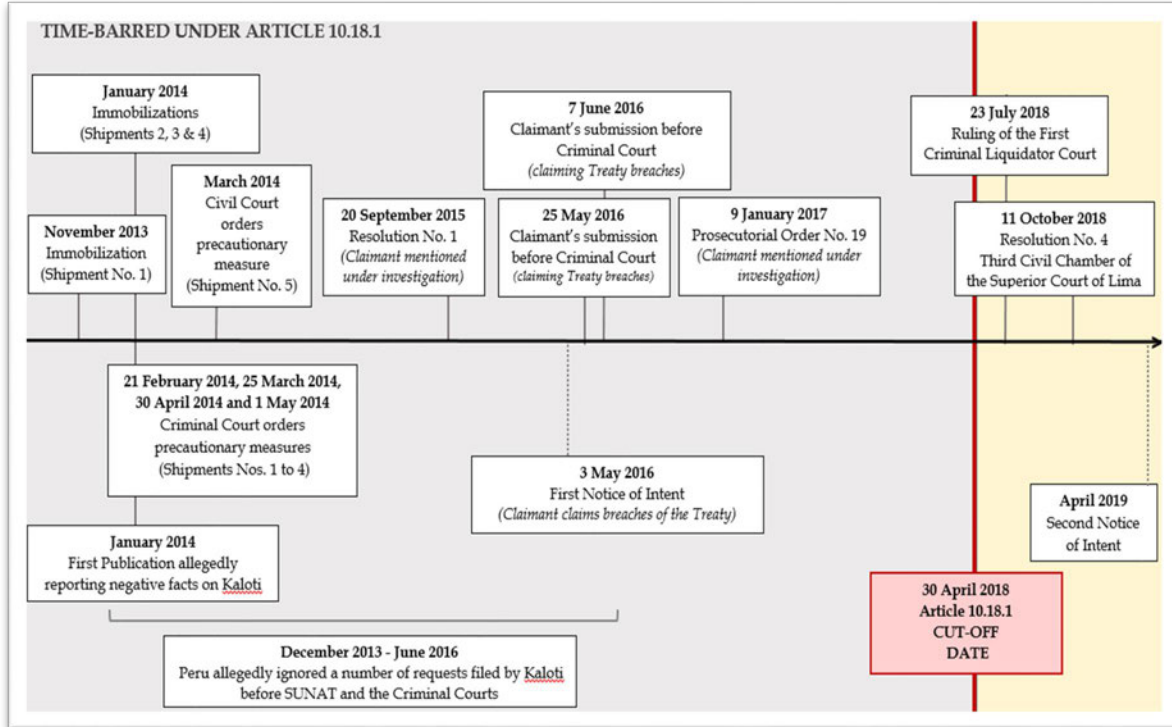 TIME-BARRED UNDER ARTICLE 10.18.1
January 2014
Immobilizations
(Shipments 2, 3 & 4)
November 2013
Immobilization
(Shipment No. 1)
March 2014
Civil Court
orders
precautionary
measure
(Shipment No. 5)
20 September 2015
Resolution No. 1
(Claimant mentioned
under investigation)
7 June 2016
Claimant's submission before
Criminal Court
(claiming Treaty breaches)
25 May 2016
Claimant's submission
before Criminal Court
(claiming Treaty breaches)
9 January 2017
Prosecutorial Order No. 19
(Claimant mentioned under
investigation)
23 July 2018
Ruling of the First
Criminal Liquidator Court
11 October 2018
Resolution No. 4
Third Civil Chamber of
the Superior Court of Lima
21 February 2014, 25 March 2014,
30 April 2014 and 1 May 2014
Criminal Court orders
precautionary measures
(Shipments Nos. 1 to 4)
January 2014
First Publication allegedly
reporting negative facts on Kaloti
3 May 2016
First Notice of Intent
(Claimant claims breaches of the Treaty)
April 2019
Second Notice
of Intent
30 April 2018
Article 10.18.1
CUT-OFF
DATE
December 2013 - June 2016
Peru allegedly ignored a number of requests filed by Kaloti
before SUNAT and the Criminal Courts